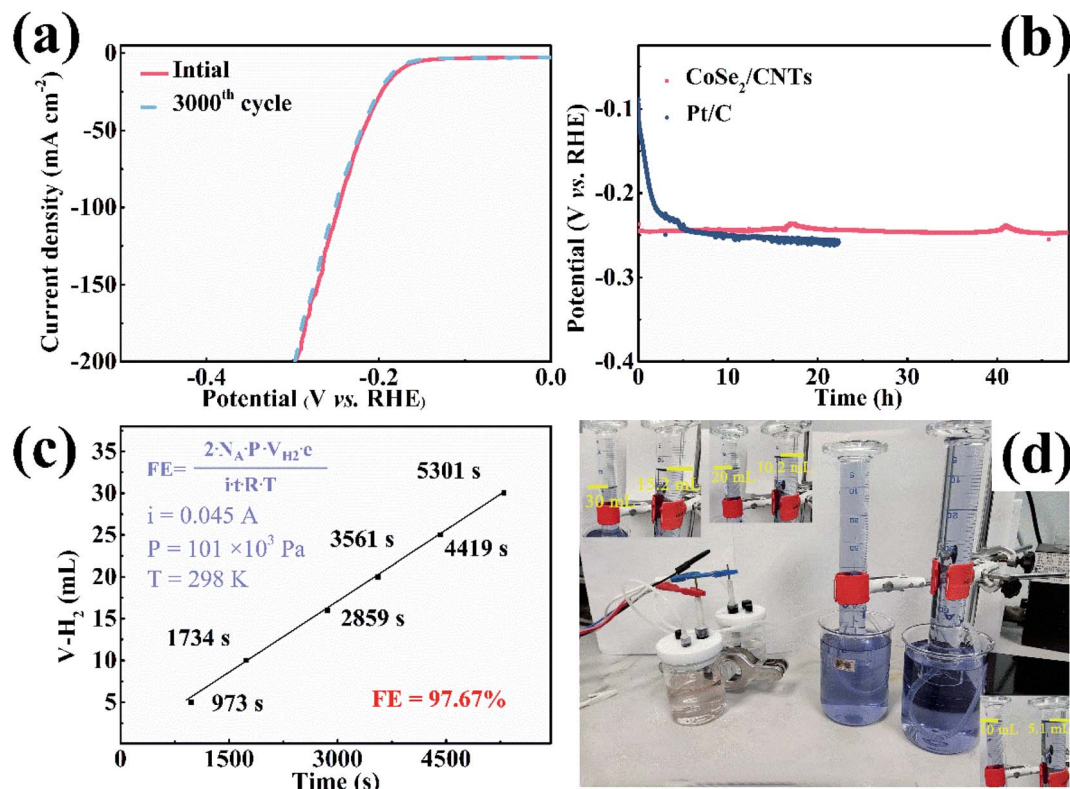 (a)
0
-50
-100
-150
-200
Current density (mA cm⁻²)
Intial
3000ᵗʰ cycle
-0.4
-0.2
0.0
Potential (V vs. RHE)
(b)
-0.1
-0.2
-0.3
-0.4
Potential (V vs. RHE)
CoSe₂/CNTs
Pt/C
0
10
20
30
40
Time (h)
(c)
35
30
25
20
15
10
5
V-H₂ (mL)
FE= 2·N_A·P·V_H2·e / i·t·R·T
i = 0.045 A
P = 101 ×10³ Pa
T = 298 K
5301 s
3561 s
4419 s
1734 s
2859 s
973 s
FE = 97.67%
0
1500
3000
4500
Time (s)
(d)
30 mL
15.2 mL
20 mL
10.2 mL
10 mL
5.1 mL